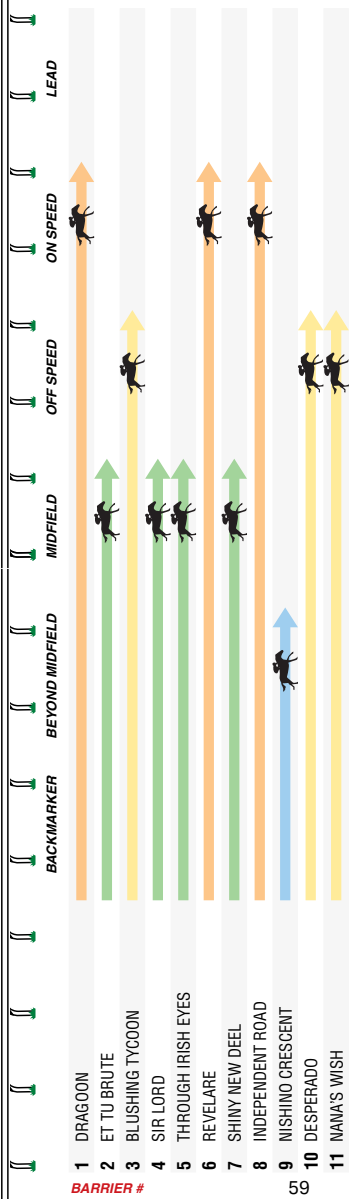 BACKMARKER BEYOND MIDFIELD MIDFIELD OFF SPEED ON SPEED LEAD
1 DRAGOON
2 ET TU BRUTE
3 BLUSHING TYCOON
4 SIR LORD
5 THROUGH IRISH EYES
6 REVELARE
7 SHINY NEW DEEL
8 INDEPENDENT ROAD
9 NISHINO CRESCENT
10 DESPERADO
11 NANA'S WISH
BARRIER #
59